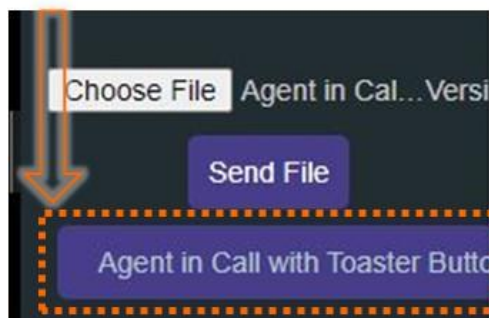 Choose File Agent in Cal...Versi
Send File
Agent in Call with Toaster Butto